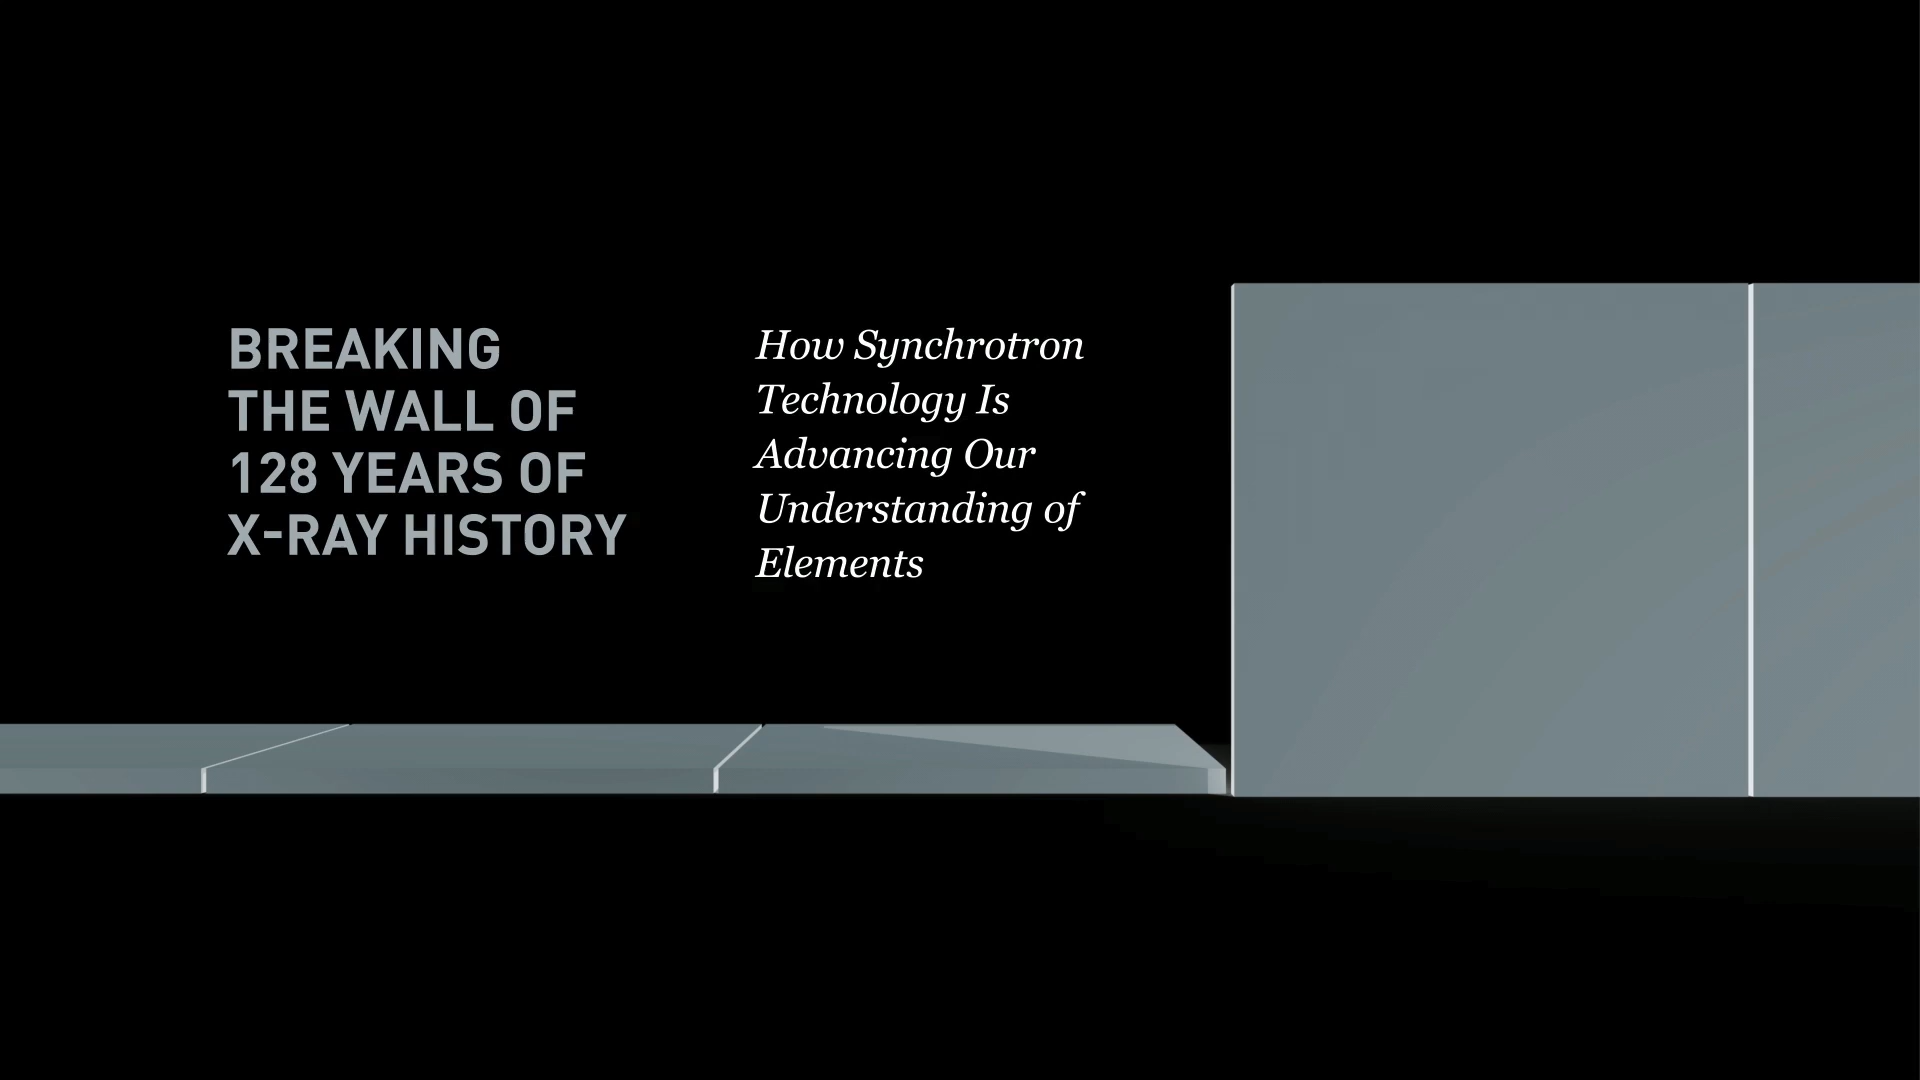 BREAKING
THE WALL OF
128 YEARS OF
X-RAY HISTORY
How Synchrotron
Technology Is
Advancing Our
Understanding of
Elements